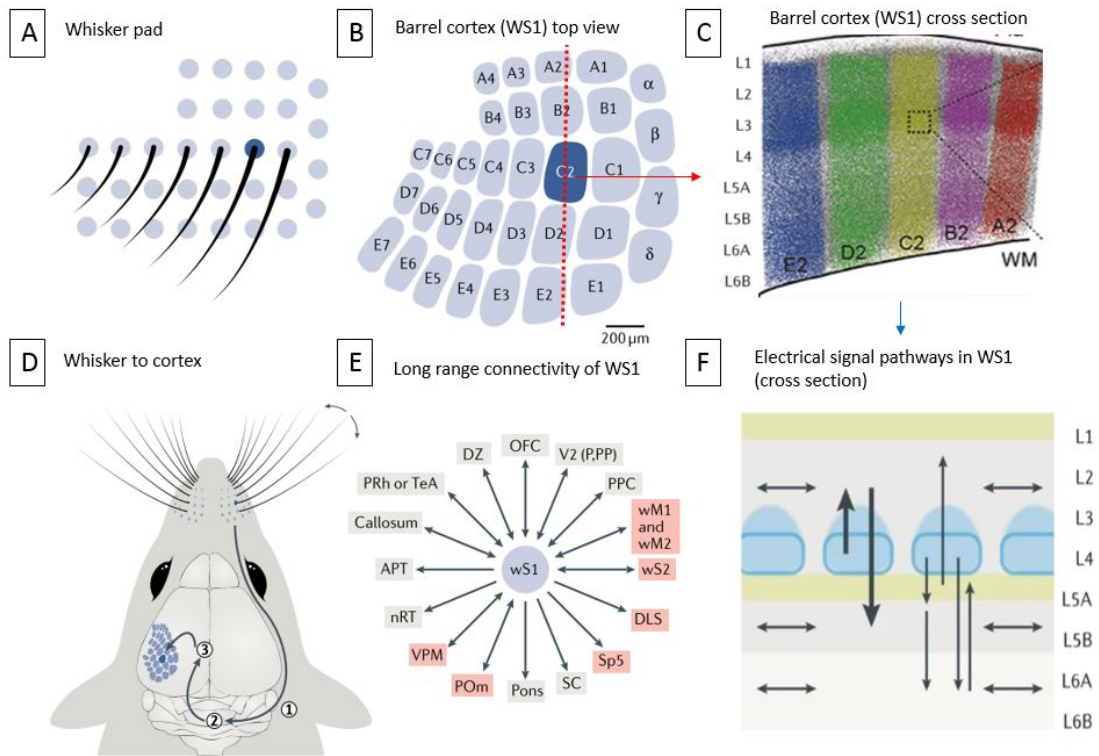 A
Whisker pad
B
Barrel cortex (WS1) top view
A4 A3 A2 A1 α
B4 B3 B2 B1 β
C7 C6 C5 C4 C3 C2 C1 γ
D7 D6 D5 D4 D3 D2 D1 δ
E7 E6 E5 E4 E3 E2 E1
200 µm
C
Barrel cortex (WS1) cross section
L1
L2
L3
L4
L5A
L5B
L6A
L6B
E2 D2 C2 B2 A2
WM
D
Whisker to cortex
3
2
1
E
Long range connectivity of WS1
OFC
DZ
V2 (P,PP)
PRh or TeA
PPC
Callosum
wM1
and
wM2
APT
wS1
wS2
nRT
DLS
VPM
Sp5
POm
Pons
SC
F
Electrical signal pathways in WS1
(cross section)
L1
L2
L3
L4
L5A
L5B
L6A
L6B